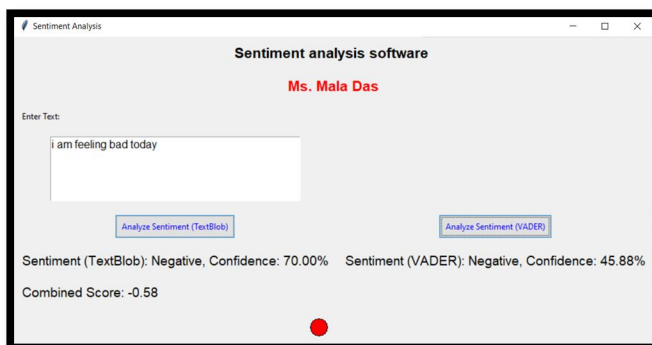 Sentiment Analysis
Sentiment analysis software
Ms. Mala Das
Enter Text:
i am feeling bad today
Analyze Sentiment (TextBlob)
Analyze Sentiment (VADER)
Sentiment (TextBlob): Negative, Confidence: 70.00%
Sentiment (VADER): Negative, Confidence: 45.88%
Combined Score: -0.58